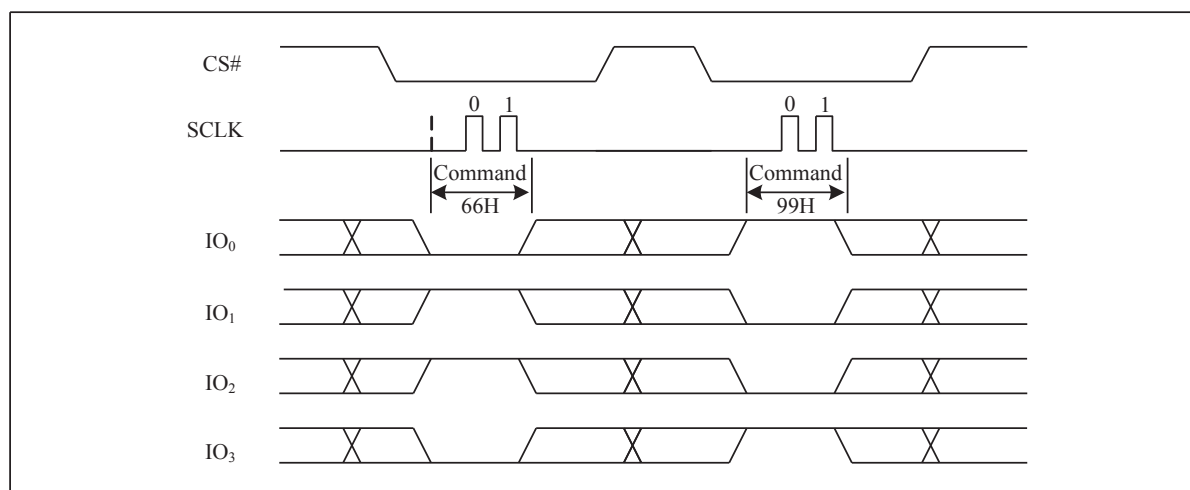 CS#
0 1 0 1
SCLK
Command Command
66H 99H
IO₀
IO₁
IO₂
IO₃